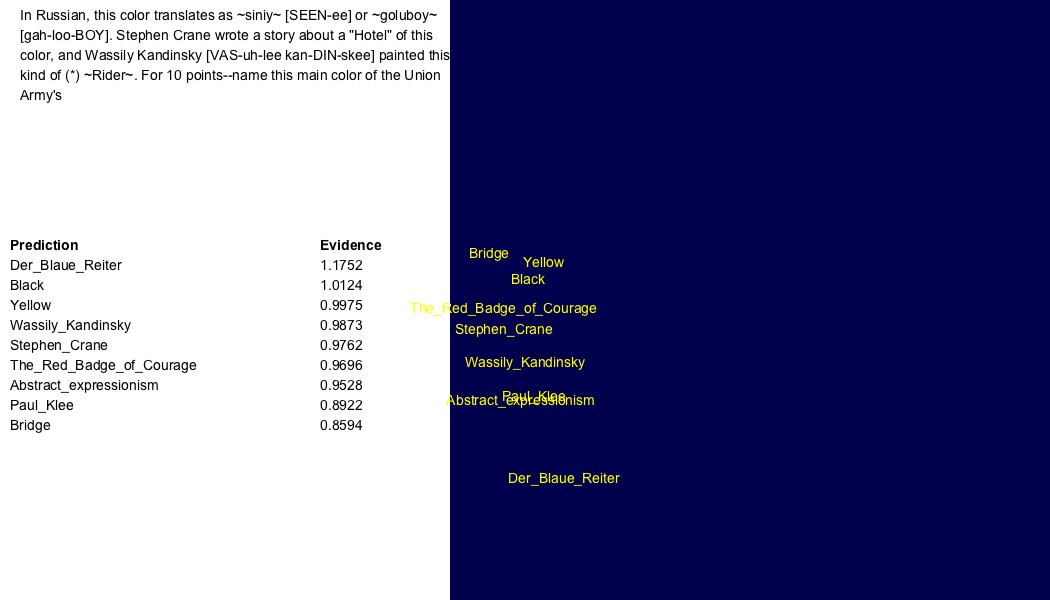 In Russian, this color translates as ~siniy~ [SEEN-ee] or ~goluboy~
[gah-loo-BOY]. Stephen Crane wrote a story about a "Hotel" of this
color, and Wassily Kandinsky [VAS-uh-lee kan-DIN-skee] painted this
kind of (*) ~Rider~. For 10 points--name this main color of the Union
Army's
Prediction Evidence
Der_Blaue_Reiter 1.1752
Black 1.0124
Yellow 0.9975
Wassily_Kandinsky 0.9873
Stephen_Crane 0.9762
The_Red_Badge_of_Courage 0.9696
Abstract_expressionism 0.9528
Paul_Klee 0.8922
Bridge 0.8594
Bridge
Yellow
Black
The_Red_Badge_of_Courage
Stephen_Crane
Wassily_Kandinsky
Paul_Klee
Abstract_expressionism
Der_Blaue_Reiter